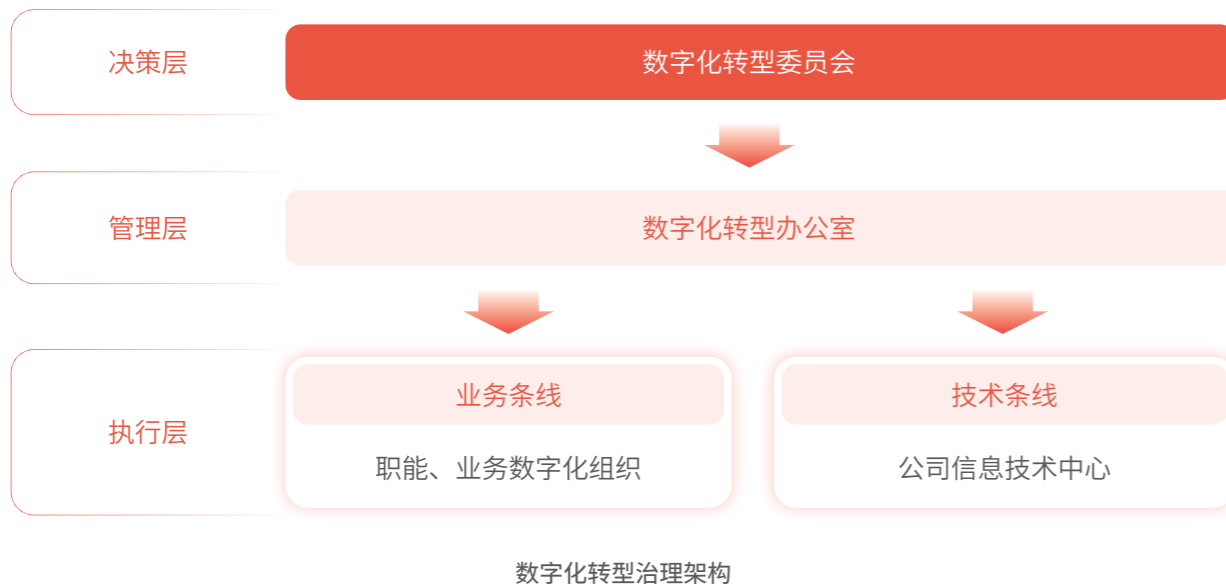 决策层
数字化转型委员会
管理层
数字化转型办公室
执行层
业务条线
职能、业务数字化组织
技术条线
公司信息技术中心
数字化转型治理架构